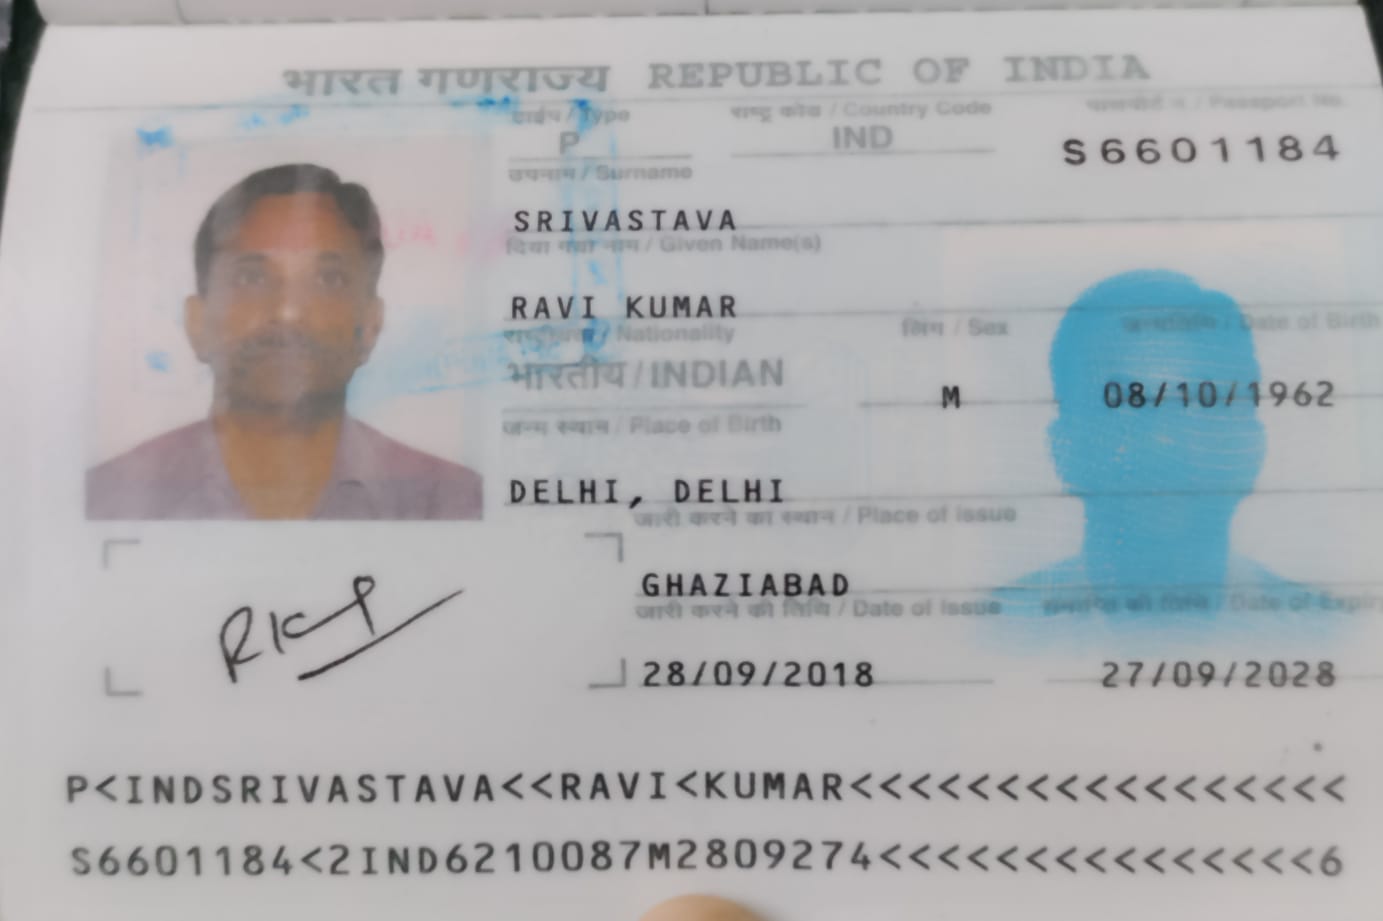 भारत गणराज्य REPUBLIC OF INDIA
टाईप / Type राष्ट्र कोड / Country Code पासपोर्ट न. / Passport No.
P IND S6601184
उपनाम / Surname
SRIVASTAVA
दिया गया नाम / Given Name(s)
RAVI KUMAR
राष्ट्रीयता / Nationality लिंग / Sex जन्मतिथि / Date of Birth
भारतीय / INDIAN M 08/10/1962
जन्म स्थान / Place of Birth
DELHI, DELHI
जारी करने का स्थान / Place of Issue
GHAZIABAD
जारी करने की तिथि / Date of Issue समाप्ति की तिथि / Date of Expiry
28/09/2018 27/09/2028
P<INDSRIVASTAVA<<RAVI<KUMAR<<<<<<<<<<<<<<<<<
S6601184<2IND6210087M2809274<<<<<<<<<<<<<<<6